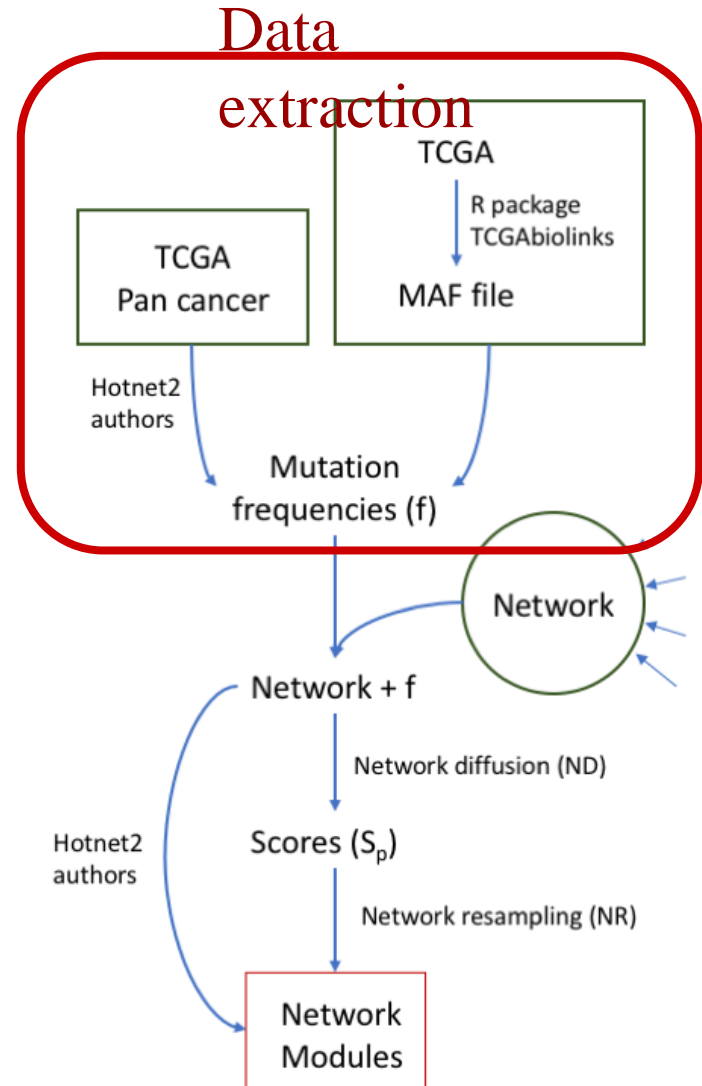 Data
extraction
TCGA
R package
TCGAbiolinks
MAF file
TCGA
Pan cancer
Hotnet2
authors
Mutation
frequencies (f)
Network
Network + f
Network diffusion (ND)
Hotnet2
authors
Scores (Sp)
Network resampling (NR)
Network
Modules